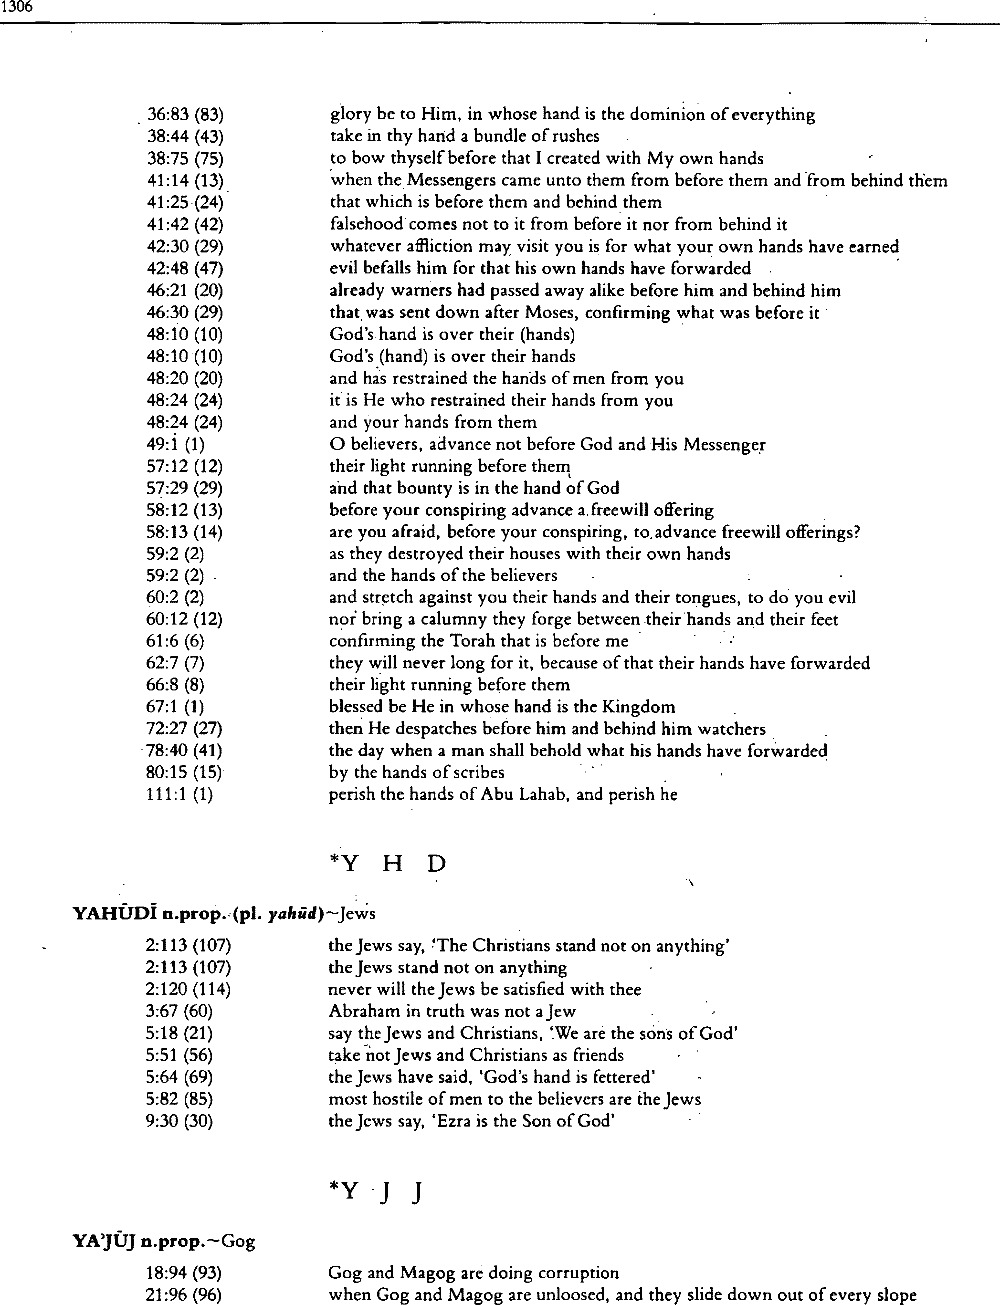 1306
36:83 (83) glory be to Him, in whose hand is the dominion of everything
38:44 (43) take in thy hand a bundle of rushes
38:75 (75) to bow thyself before that I created with My own hands
41:14 (13) when the Messengers came unto them from before them and from behind them
41:25 (24) that which is before them and behind them
41:42 (42) falsehood comes not to it from before it nor from behind it
42:30 (29) whatever affliction may visit you is for what your own hands have earned
42:48 (47) evil befalls him for that his own hands have forwarded
46:21 (20) already warners had passed away alike before him and behind him
46:30 (29) that was sent down after Moses, confirming what was before it
48:10 (10) God's hand is over their (hands)
48:10 (10) God's (hand) is over their hands
48:20 (20) and has restrained the hands of men from you
48:24 (24) it is He who restrained their hands from you
48:24 (24) and your hands from them
49:1 (1) O believers, advance not before God and His Messenger
57:12 (12) their light running before them
57:29 (29) and that bounty is in the hand of God
58:12 (13) before your conspiring advance a freewill offering
58:13 (14) are you afraid, before your conspiring, to advance freewill offerings?
59:2 (2) as they destroyed their houses with their own hands
59:2 (2) and the hands of the believers
60:2 (2) and stretch against you their hands and their tongues, to do you evil
60:12 (12) nor bring a calumny they forge between their hands and their feet
61:6 (6) confirming the Torah that is before me
62:7 (7) they will never long for it, because of that their hands have forwarded
66:8 (8) their light running before them
67:1 (1) blessed be He in whose hand is the Kingdom
72:27 (27) then He despatches before him and behind him watchers
78:40 (41) the day when a man shall behold what his hands have forwarded
80:15 (15) by the hands of scribes
111:1 (1) perish the hands of Abu Lahab, and perish he
*Y H D
YAHŪDĪ n.prop. (pl. yahūd)~Jews
2:113 (107) the Jews say, 'The Christians stand not on anything'
2:113 (107) the Jews stand not on anything
2:120 (114) never will the Jews be satisfied with thee
3:67 (60) Abraham in truth was not a Jew
5:18 (21) say the Jews and Christians, 'We are the sons of God'
5:51 (56) take not Jews and Christians as friends
5:64 (69) the Jews have said, 'God's hand is fettered'
5:82 (85) most hostile of men to the believers are the Jews
9:30 (30) the Jews say, 'Ezra is the Son of God'
*Y J J
YA'JŪJ n.prop.~Gog
18:94 (93) Gog and Magog are doing corruption
21:96 (96) when Gog and Magog are unloosed, and they slide down out of every slope